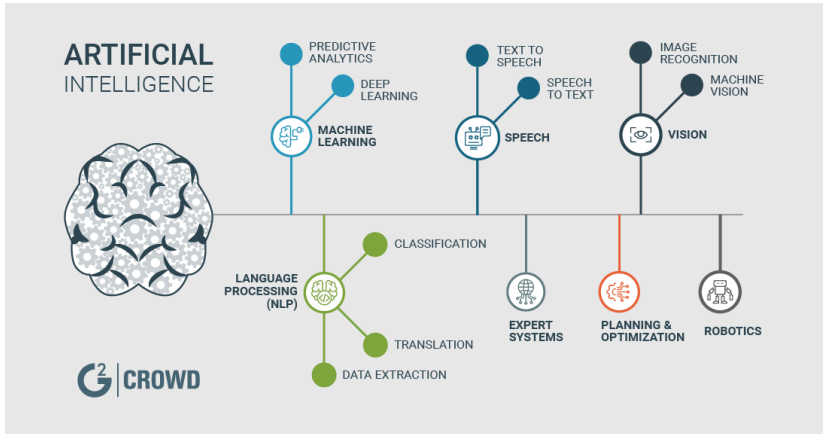 ARTIFICIAL
INTELLIGENCE
PREDICTIVE
ANALYTICS
DEEP
LEARNING
MACHINE
LEARNING
TEXT TO
SPEECH
SPEECH
TO TEXT
SPEECH
IMAGE
RECOGNITION
MACHINE
VISION
VISION
LANGUAGE
PROCESSING
(NLP)
CLASSIFICATION
TRANSLATION
DATA EXTRACTION
EXPERT
SYSTEMS
PLANNING &
OPTIMIZATION
ROBOTICS
G2 | CROWD